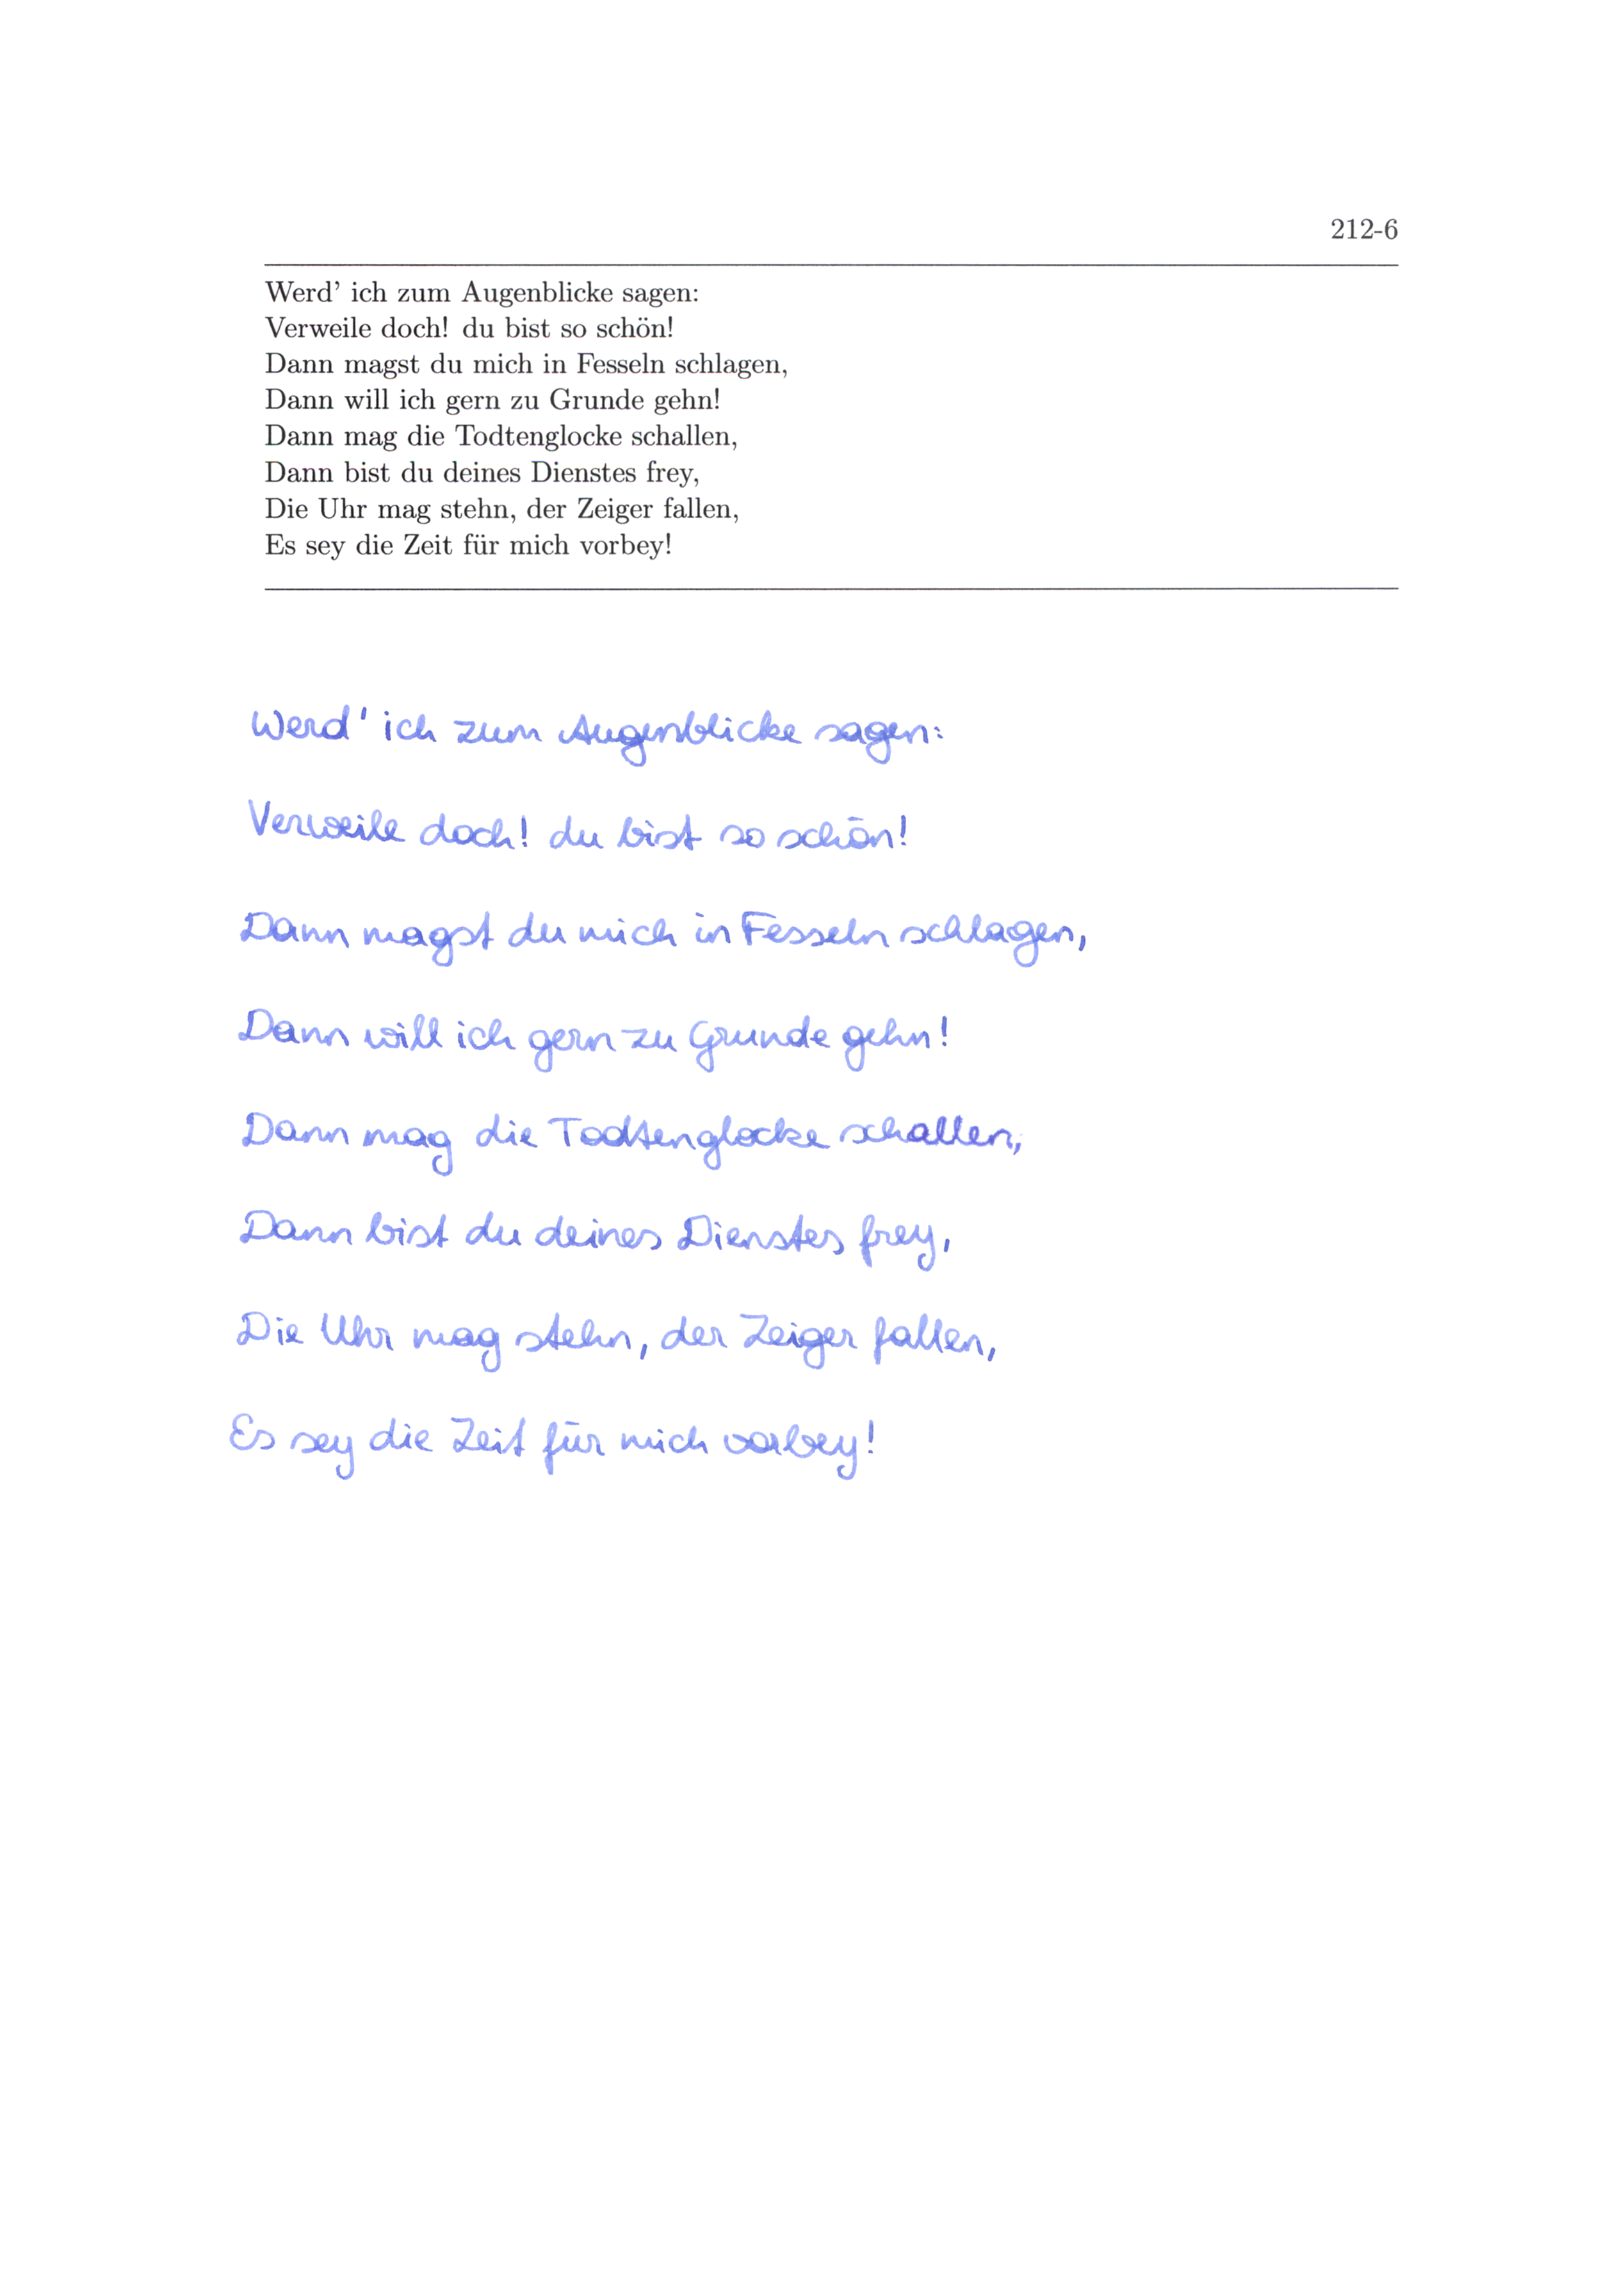 212-6
Werd' ich zum Augenblicke sagen:
Verweile doch! du bist so schön!
Dann magst du mich in Fesseln schlagen,
Dann will ich gern zu Grunde gehn!
Dann mag die Todtenglocke schallen,
Dann bist du deines Dienstes frey,
Die Uhr mag stehn, der Zeiger fallen,
Es sey die Zeit für mich vorbey!
Werd' ich zum Augenblicke sagen:
Verweile doch! du bist so schön!
Dann magst du mich in Fesseln schlagen,
Dann will ich gern zu Grunde gehn!
Dann mag die Todtenglocke schallen,
Dann bist du deines Dienstes frey,
Die Uhr mag stehn, der Zeiger fallen,
Es sey die Zeit für mich vorbey!